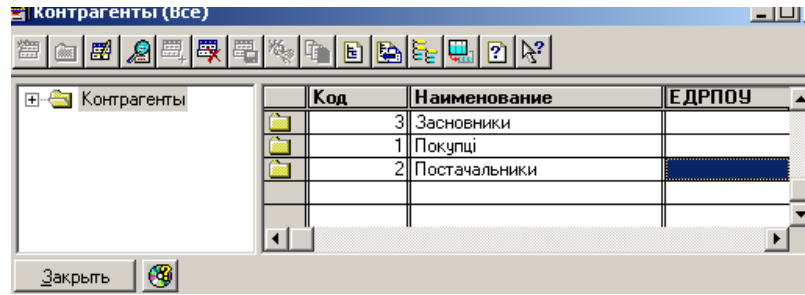 Контрагенты (Все)
Контрагенты
Код Наименование ЕДРПОУ
3 Засновники
1 Покупці
2 Постачальники
Закрыть